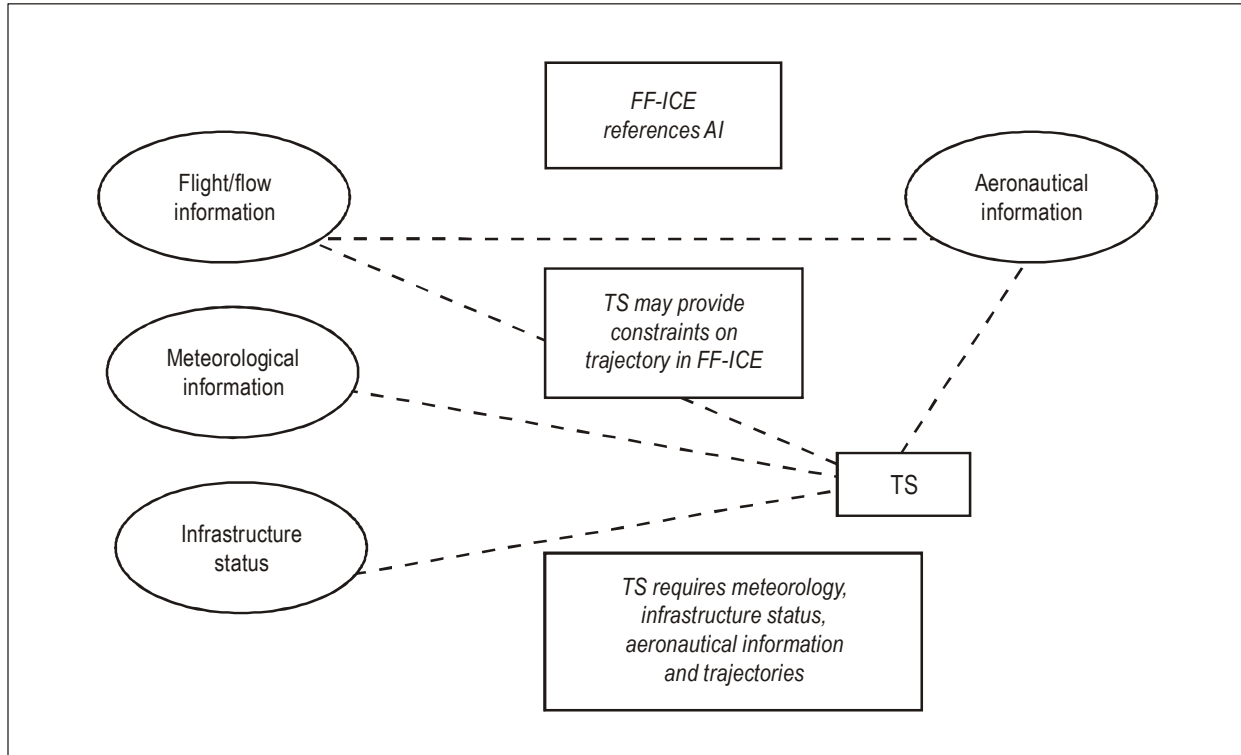 FF-ICE
references AI
Flight/flow
information
Aeronautical
information
TS may provide
constraints on
trajectory in FF-ICE
Meteorological
information
TS
Infrastructure
status
TS requires meteorology,
infrastructure status,
aeronautical information
and trajectories